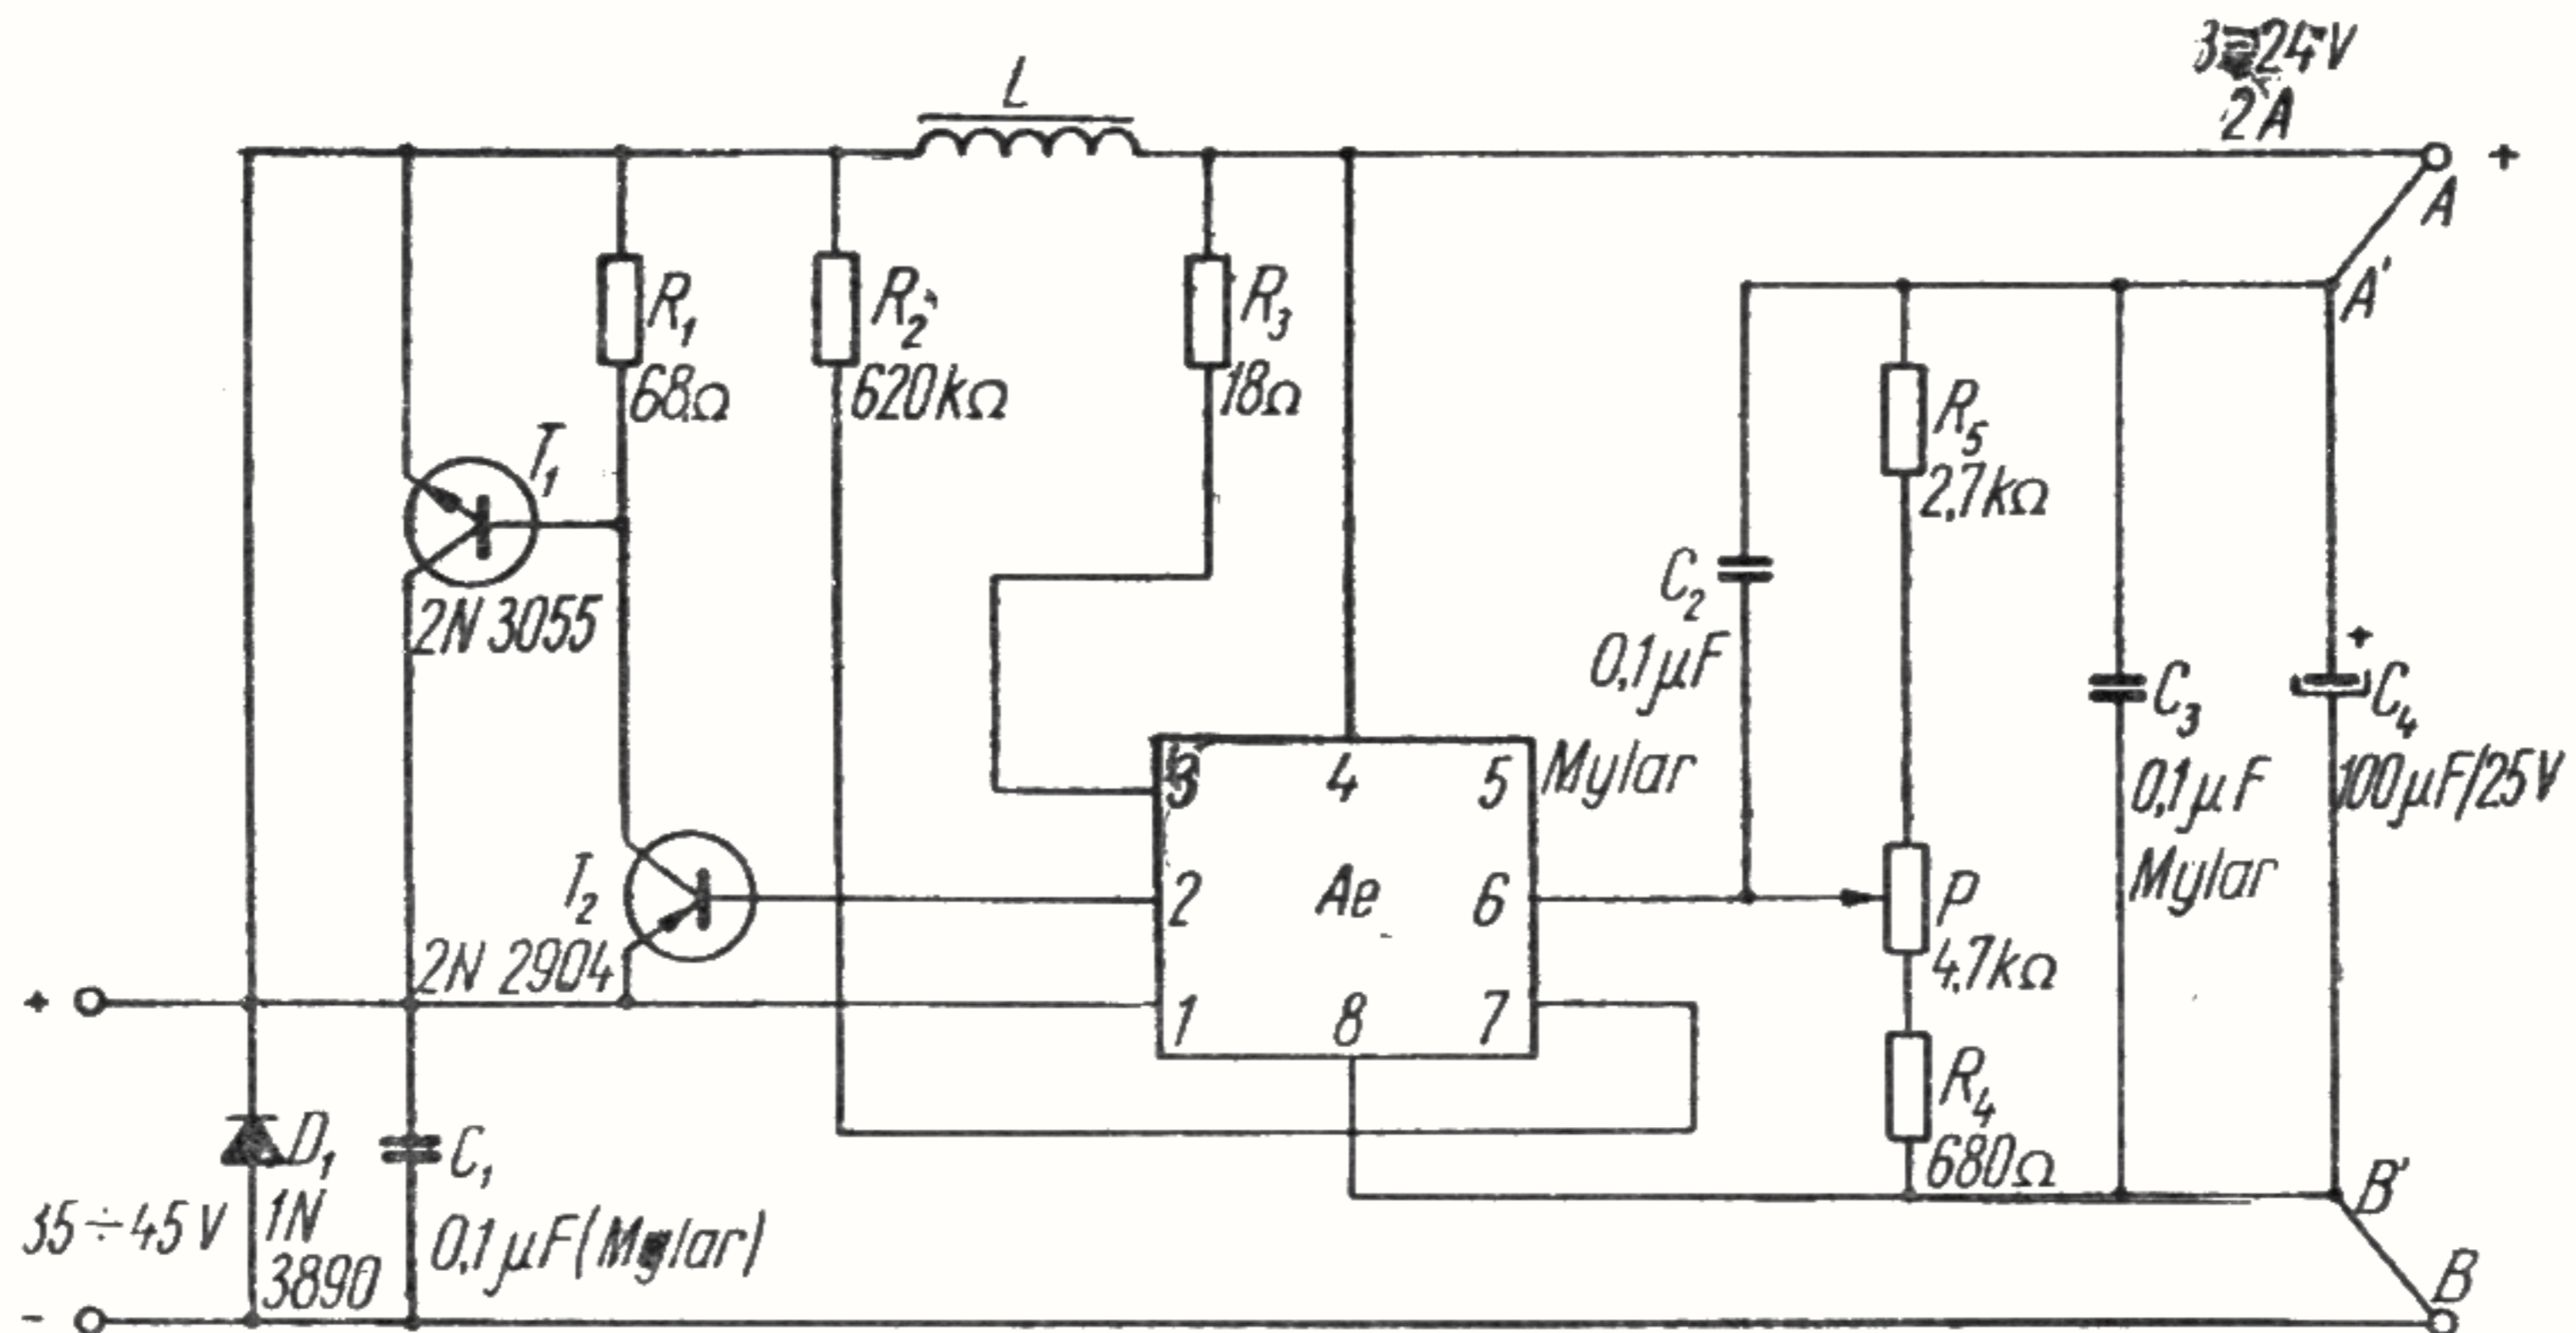 24V
2A
L
+
A
A'
R1
68Ω
R2
620kΩ
R3
18Ω
R5
2,7kΩ
T1
2N 3055
C2
0,1μF
Mylar
+
C3
0,1μF
Mylar
C4
100μF/25V
3 4 5
2 Ae 6
1 8 7
T2
2N 2904
P
4,7kΩ
R4
680Ω
+
D1
1N
3890
C1
0,1μF(Mylar)
35÷45V
-
B'
B